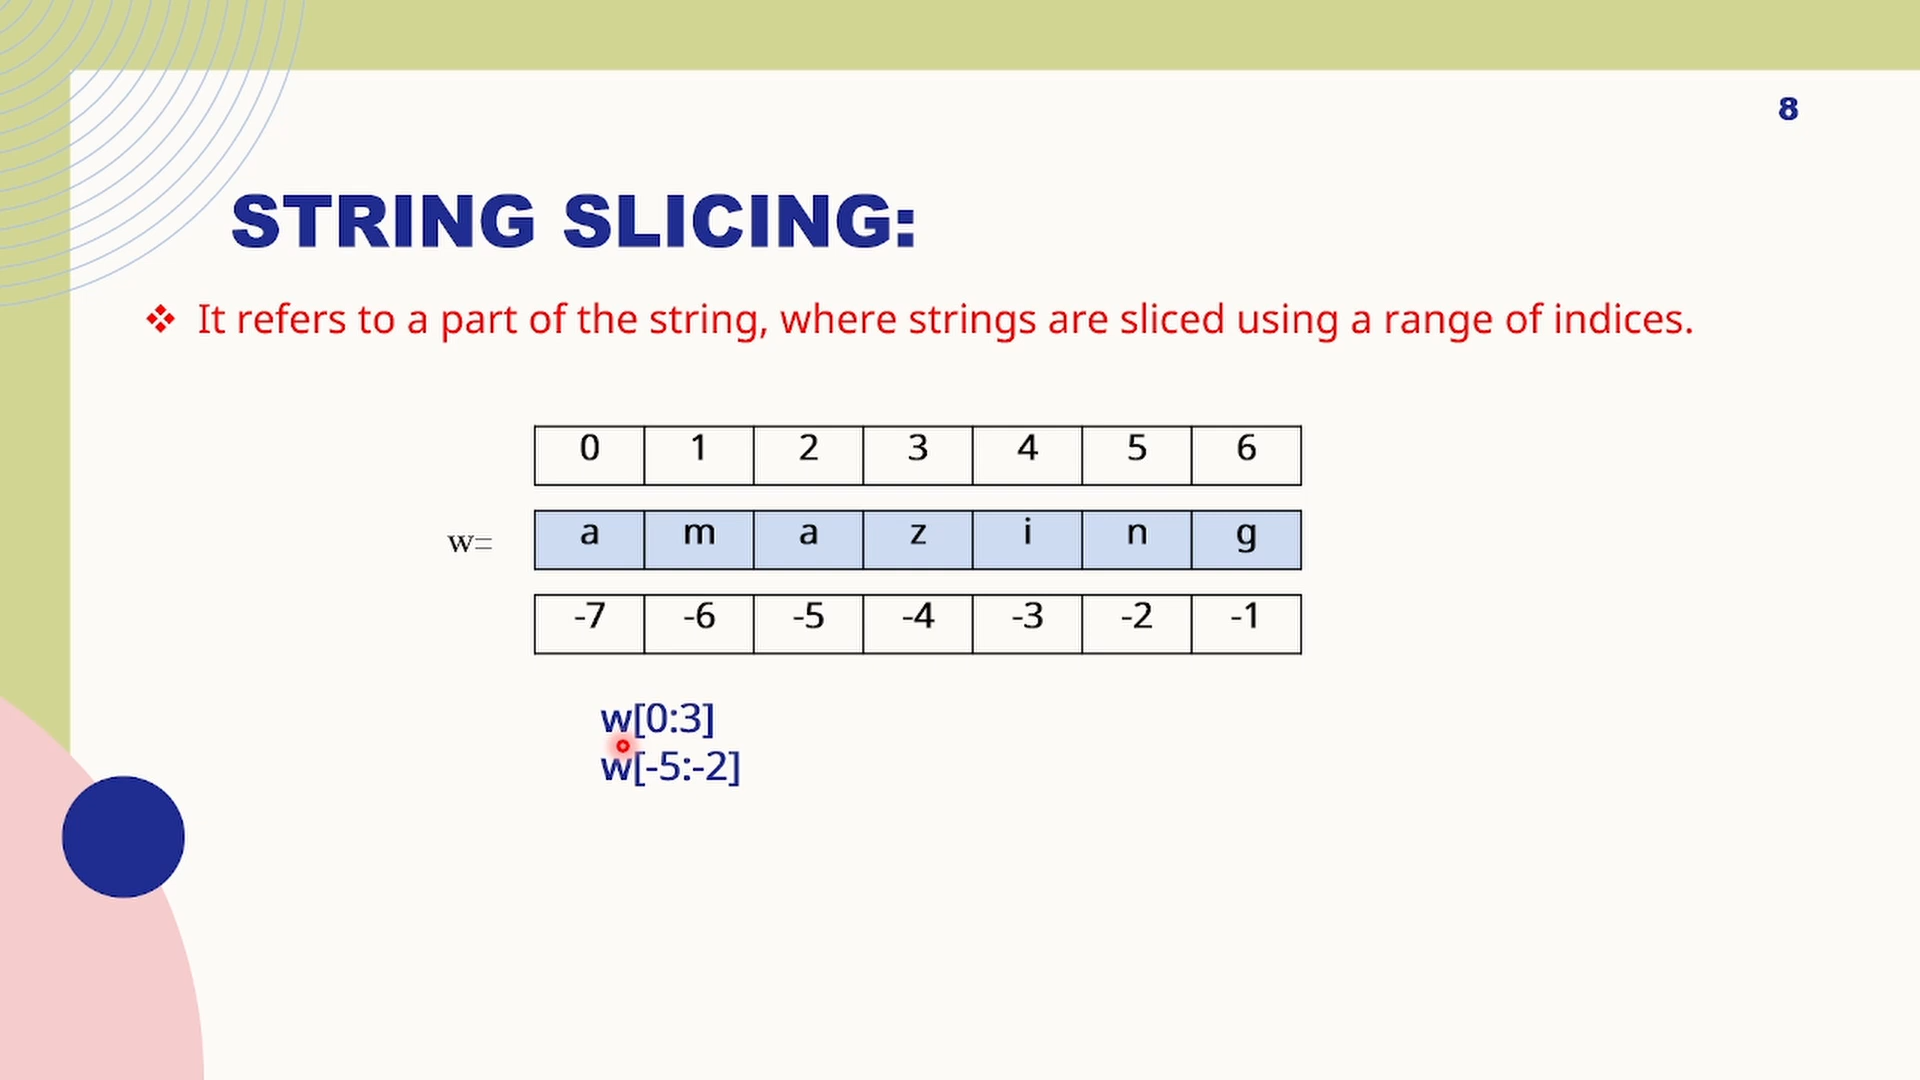 8
STRING SLICING:
❖ It refers to a part of the string, where strings are sliced using a range of indices.
0 1 2 3 4 5 6
w= a m a z i n g
-7 -6 -5 -4 -3 -2 -1
w[0:3]
w[-5:-2]